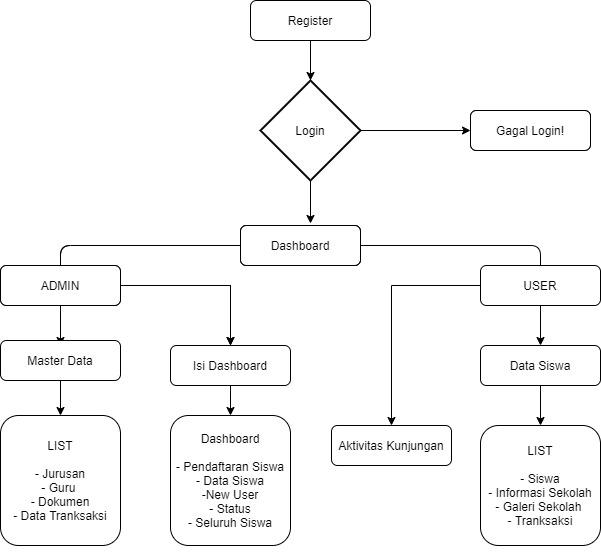 Register
Login
Gagal Login!
Dashboard
ADMIN
USER
Master Data
Isi Dashboard
Data Siswa
LIST
- Jurusan
- Guru
- Dokumen
- Data Tranksaksi
Dashboard
- Pendaftaran Siswa
- Data Siswa
-New User
- Status
- Seluruh Siswa
Aktivitas Kunjungan
LIST
- Siswa
- Informasi Sekolah
- Galeri Sekolah
- Tranksaksi